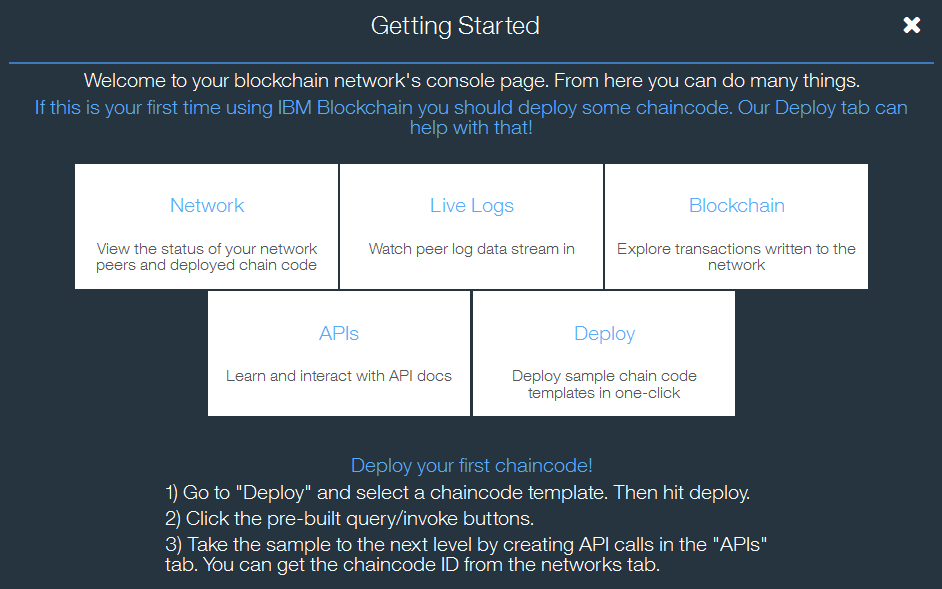 Getting Started
Welcome to your blockchain network's console page. From here you can do many things.
If this is your first time using IBM Blockchain you should deploy some chaincode. Our Deploy tab can
help with that!
Network
View the status of your network
peers and deployed chain code
Live Logs
Watch peer log data stream in
Blockchain
Explore transactions written to the
network
APIs
Learn and interact with API docs
Deploy
Deploy sample chain code
templates in one-click
Deploy your first chaincode!
1) Go to "Deploy" and select a chaincode template. Then hit deploy.
2) Click the pre-built query/invoke buttons.
3) Take the sample to the next level by creating API calls in the "APIs"
tab. You can get the chaincode ID from the networks tab.